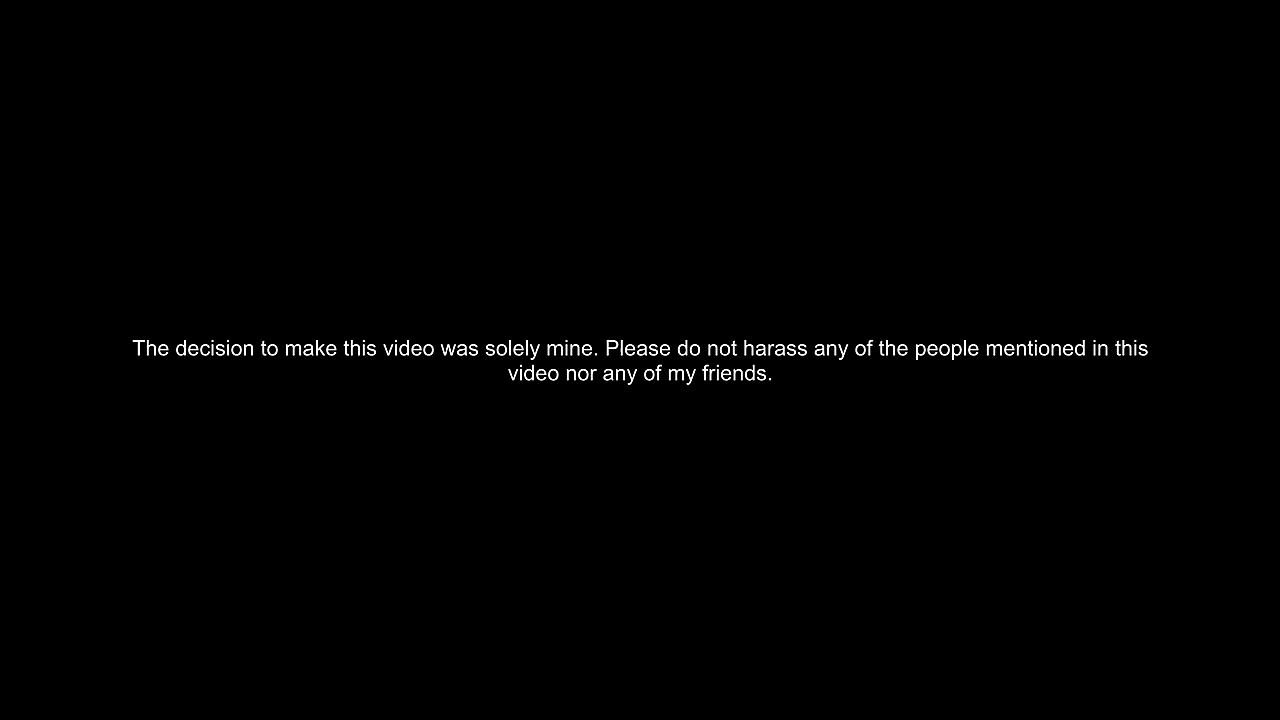 The decision to make this video was solely mine. Please do not harass any of the people mentioned in this
video nor any of my friends.